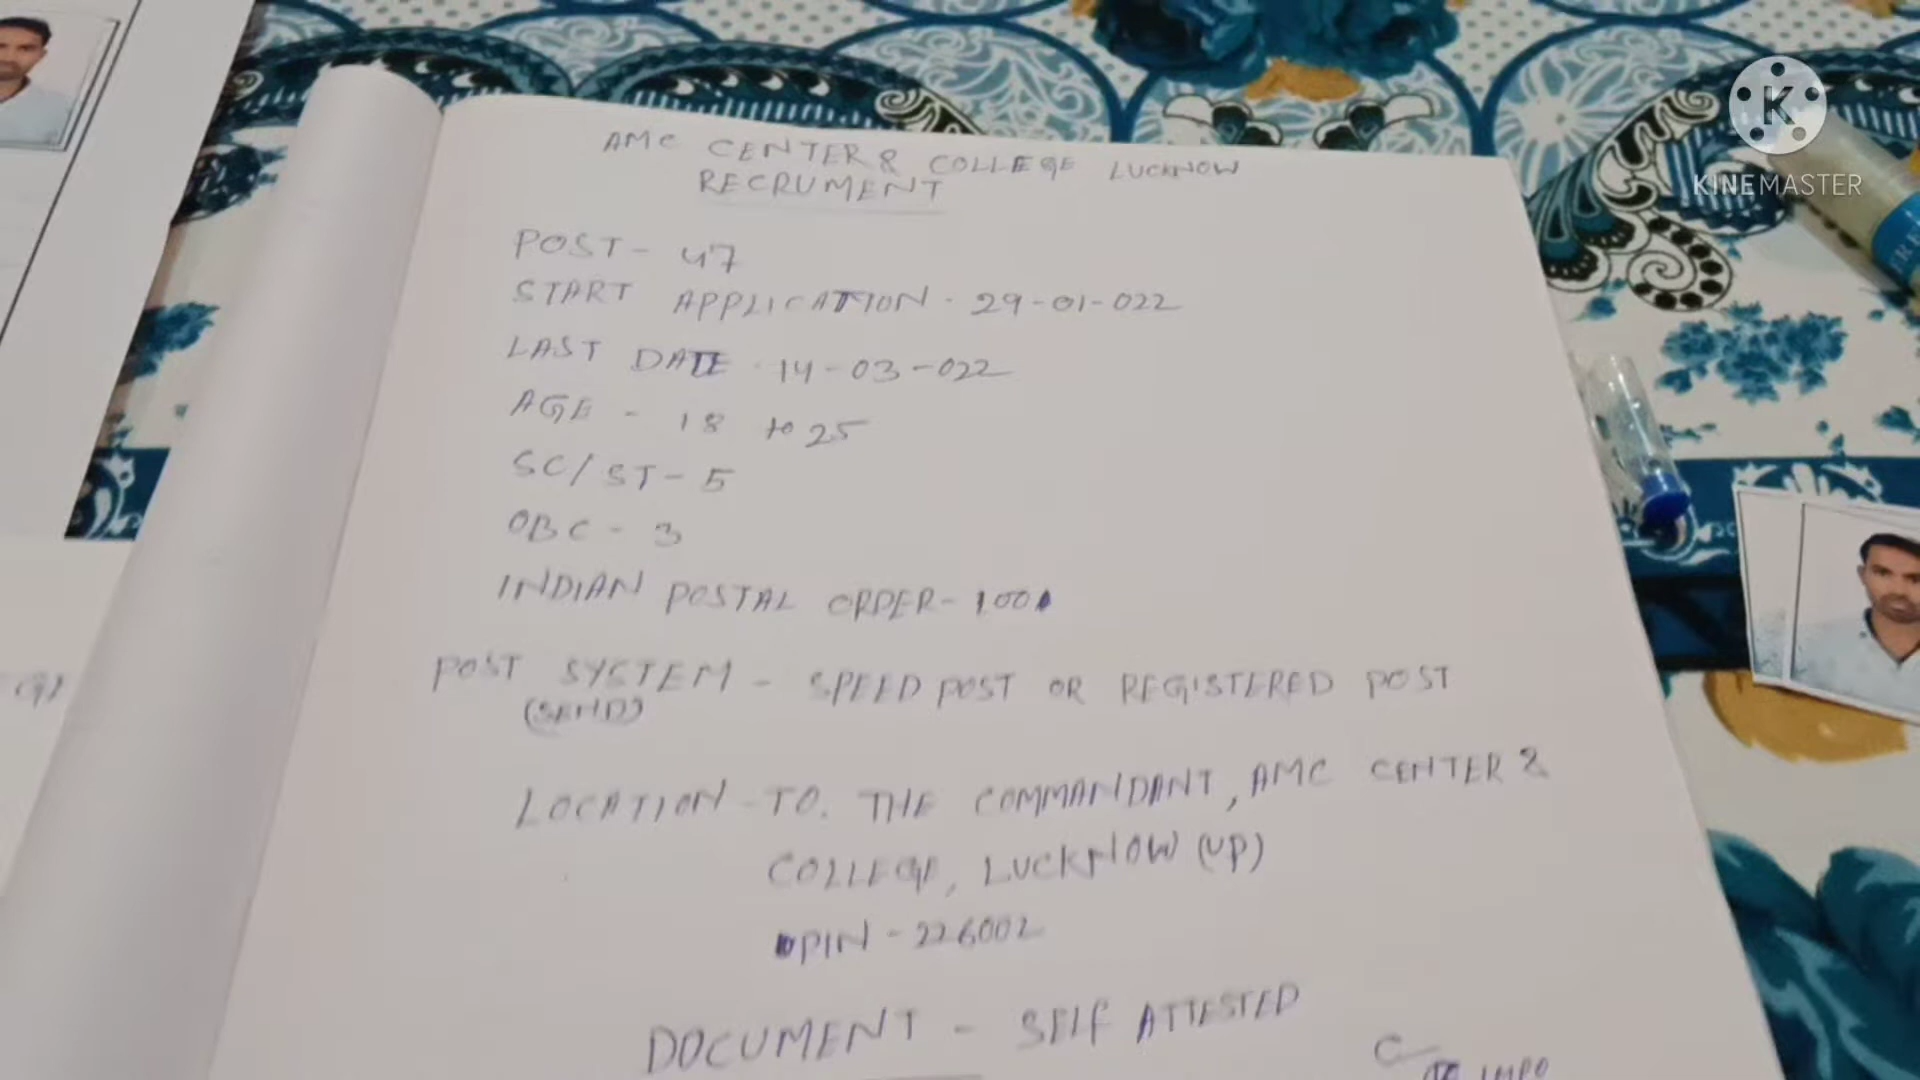 AMC CENTER & COLLEGE LUCKNOW
RECRUMENT
POST - 47
START APPLICATION - 29-01-022
LAST DATE - 14-03-022
AGE - 18 to 25
SC/ST - 5
OBC - 3
INDIAN POSTAL ORDER - 100
POST SYSTEM - SPEED POST OR REGISTERED POST
(SEND)
LOCATION - TO. THE COMMANDANT, AMC CENTER &
COLLEGE, LUCKNOW (UP)
PIN - 226002
DOCUMENT - SELF ATTESTED
KINEMASTER